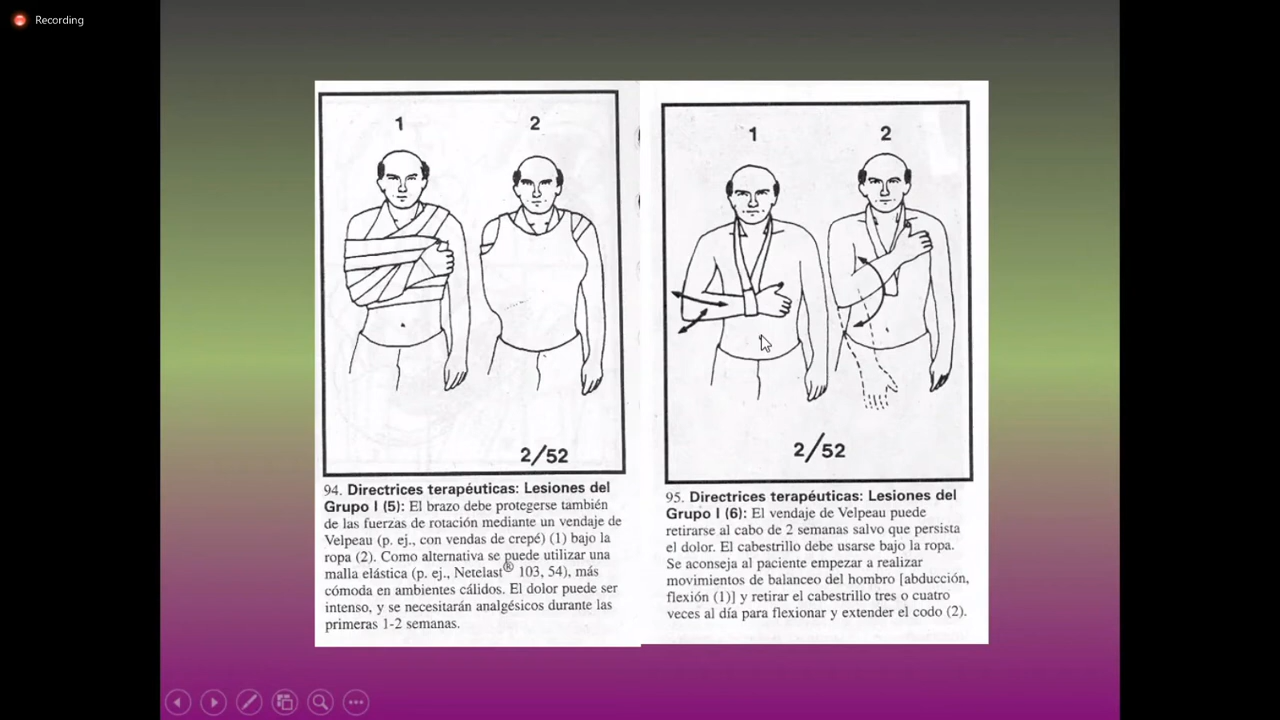 Recording
1
2
2/52
94. Directrices terapéuticas: Lesiones del
Grupo I (5): El brazo debe protegerse también
de las fuerzas de rotación mediante un vendaje de
Velpeau (p. ej., con vendas de crepé) (1) bajo la
ropa (2). Como alternativa se puede utilizar una
malla elástica (p. ej., Netelast® 103, 54), más
cómoda en ambientes cálidos. El dolor puede ser
intenso, y se necesitarán analgésicos durante las
primeras 1-2 semanas.
1
2
2/52
95. Directrices terapéuticas: Lesiones del
Grupo I (6): El vendaje de Velpeau puede
retirarse al cabo de 2 semanas salvo que persista
el dolor. El cabestrillo debe usarse bajo la ropa.
Se aconseja al paciente empezar a realizar
movimientos de balanceo del hombro [abducción,
flexión (1)] y retirar el cabestrillo tres o cuatro
veces al día para flexionar y extender el codo (2).